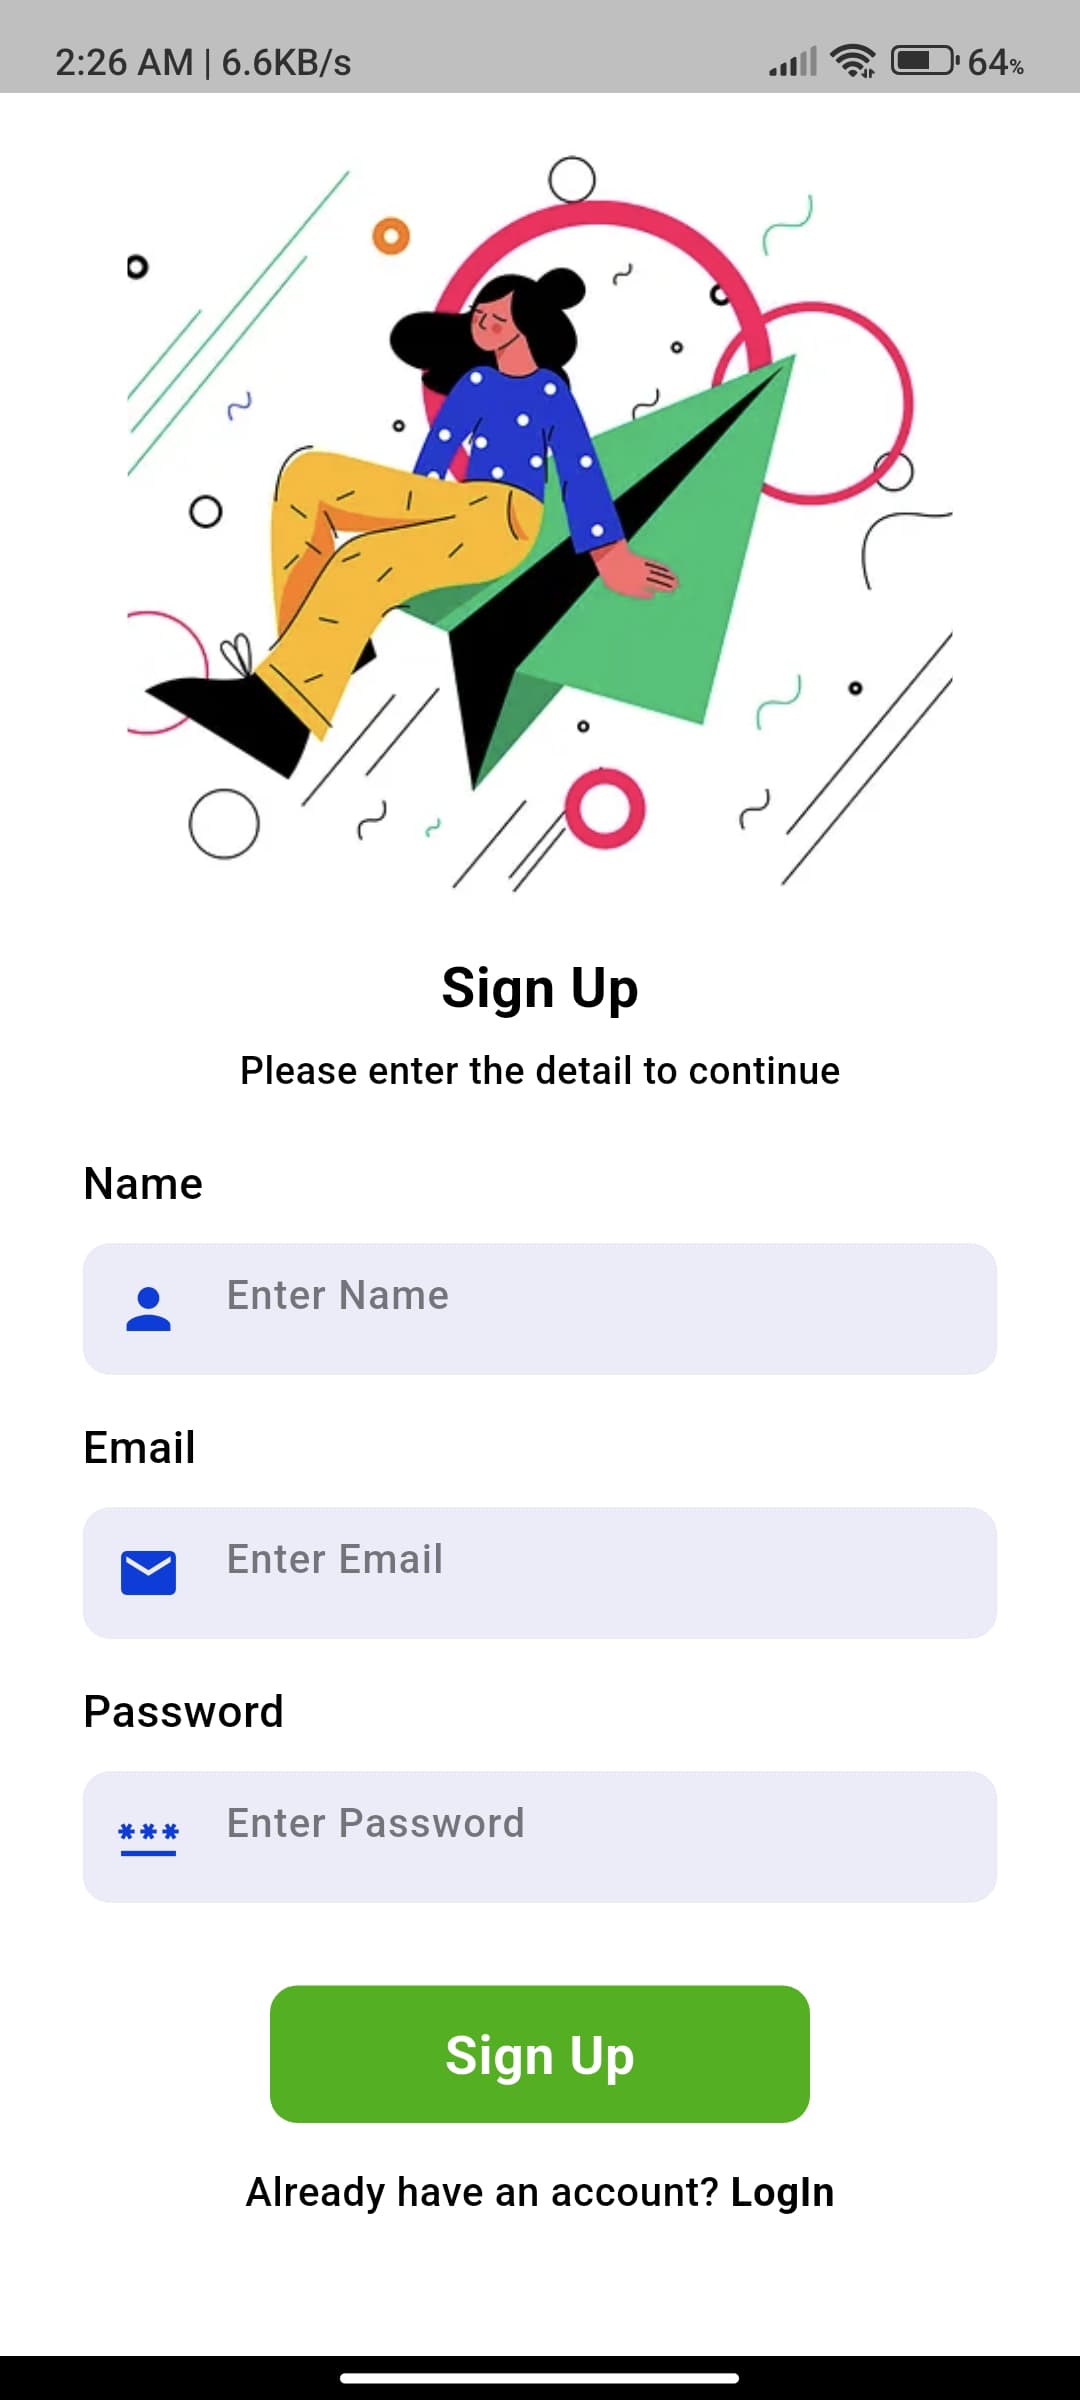 2:26 AM | 6.6KB/s 64%
Sign Up
Please enter the detail to continue
Name
Enter Name
Email
Enter Email
Password
*** Enter Password
Sign Up
Already have an account? LogIn